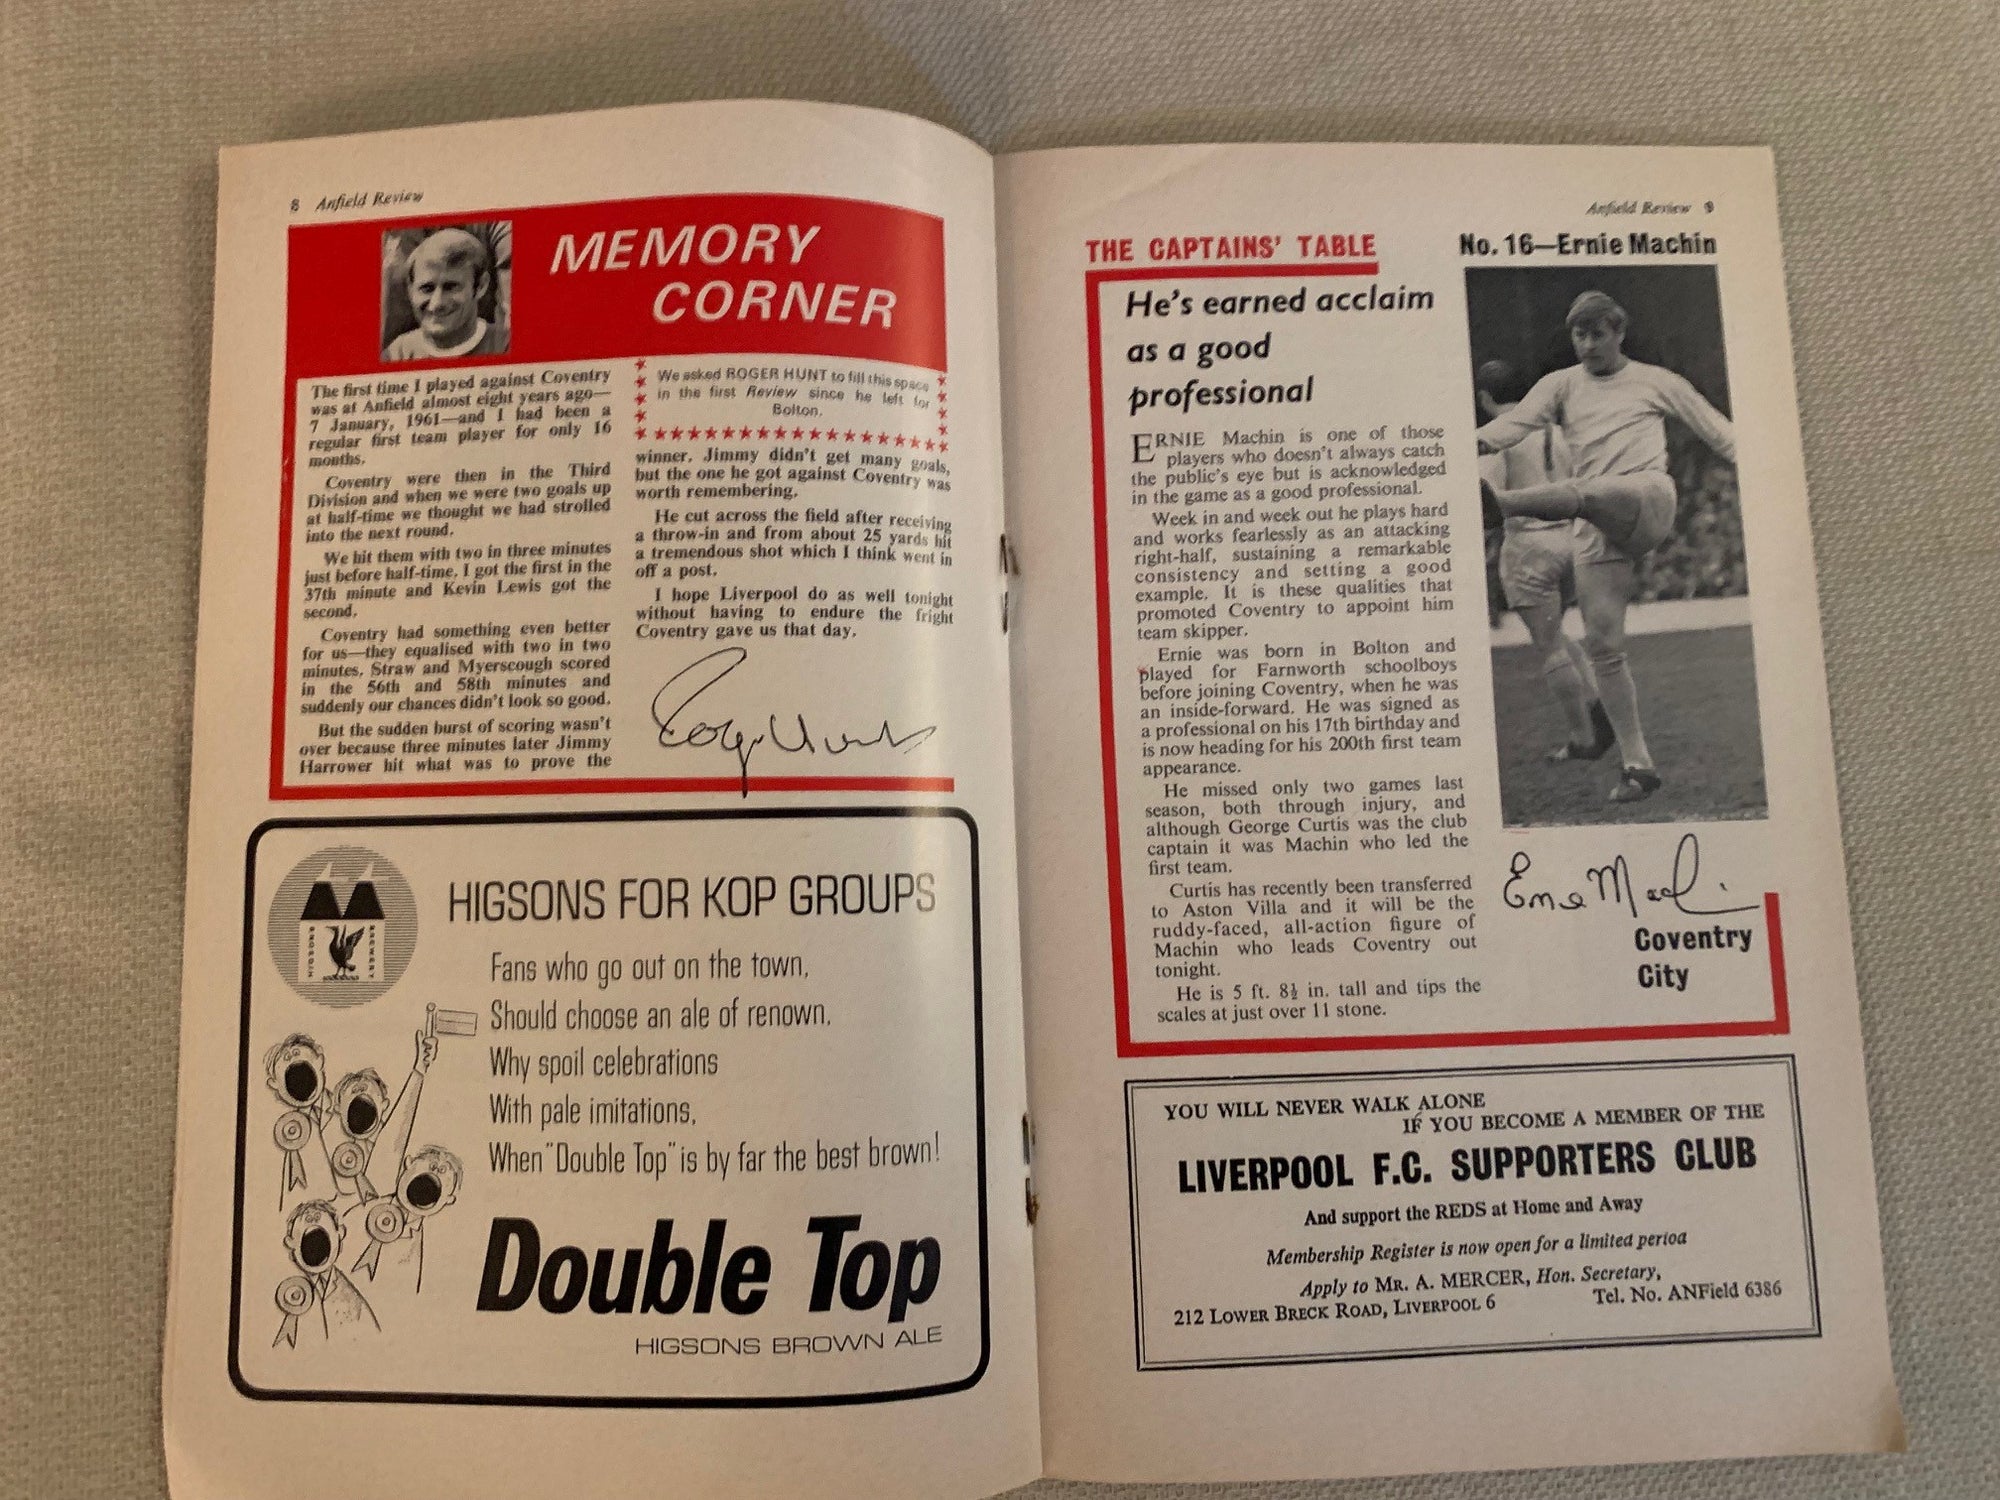 8 Anfield Review
MEMORY
CORNER
The first time I played against Coventry
was at Anfield almost eight years ago—
7 January, 1961—and I had been a
regular first team player for only 16
months.
Coventry were then in the Third
Division and when we were two goals up
at half-time we thought we had strolled
into the next round.
We hit them with two in three minutes
just before half-time. I got the first in the
37th minute and Kevin Lewis got the
second.
Coventry had something even better
for us—they equalised with two in two
minutes. Straw and Myerscough scored
in the 56th and 58th minutes and
suddenly our chances didn't look so good.
But the sudden burst of scoring wasn't
over because three minutes later Jimmy
Harrower hit what was to prove the
We asked ROGER HUNT to fill this space
in the first Review since he left for
Bolton.
winner. Jimmy didn't get many goals,
but the one he got against Coventry was
worth remembering.
He cut across the field after receiving
a throw-in and from about 25 yards hit
a tremendous shot which I think went in
off a post.
I hope Liverpool do as well tonight
without having to endure the fright
Coventry gave us that day.
Roger Hunt
HIGSONS BREWERY
HIGSONS FOR KOP GROUPS
Fans who go out on the town,
Should choose an ale of renown.
Why spoil celebrations
With pale imitations,
When "Double Top" is by far the best brown!
Double Top
HIGSONS BROWN ALE
Anfield Review 9
THE CAPTAINS' TABLE
No. 16—Ernie Machin
He's earned acclaim
as a good
professional
ERNIE Machin is one of those
players who doesn't always catch
the public's eye but is acknowledged
in the game as a good professional.
Week in and week out he plays hard
and works fearlessly as an attacking
right-half, sustaining a remarkable
consistency and setting a good
example. It is these qualities that
promoted Coventry to appoint him
team skipper.
Ernie was born in Bolton and
played for Farnworth schoolboys
before joining Coventry, when he was
an inside-forward. He was signed as
a professional on his 17th birthday and
is now heading for his 200th first team
appearance.
He missed only two games last
season, both through injury, and
although George Curtis was the club
captain it was Machin who led the
first team.
Curtis has recently been transferred
to Aston Villa and it will be the
ruddy-faced, all-action figure of
Machin who leads Coventry out
tonight.
He is 5 ft. 8½ in. tall and tips the
scales at just over 11 stone.
Ernie Machin
Coventry
City
YOU WILL NEVER WALK ALONE
IF YOU BECOME A MEMBER OF THE
LIVERPOOL F.C. SUPPORTERS CLUB
And support the REDS at Home and Away
Membership Register is now open for a limited period
Apply to MR. A. MERCER, Hon. Secretary,
212 LOWER BRECK ROAD, LIVERPOOL 6 Tel. No. ANField 6386